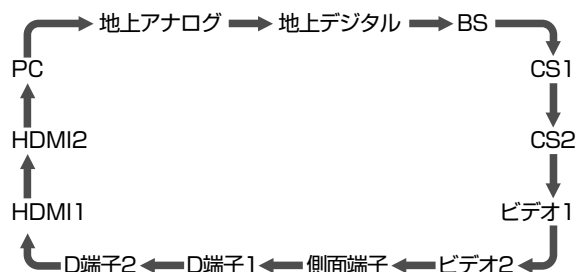 地上アナログ 地上デジタル BS
PC CS1
HDMI2 CS2
HDMI1 ビデオ1
D端子2 D端子1 側面端子 ビデオ2